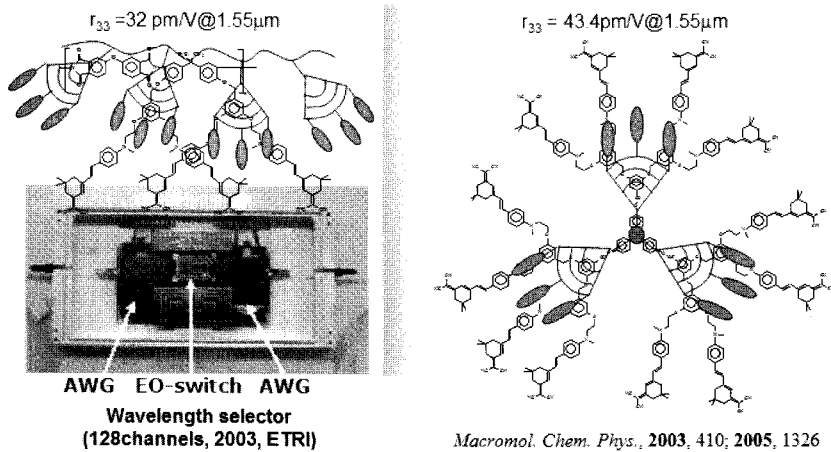 r33 =32 pm/V@1.55μm
r33 = 43.4pm/V@1.55μm
AWG EO-switch AWG
Wavelength selector
(128channels, 2003, ETRI)
Macromol. Chem. Phys., 2003, 410; 2005, 1326